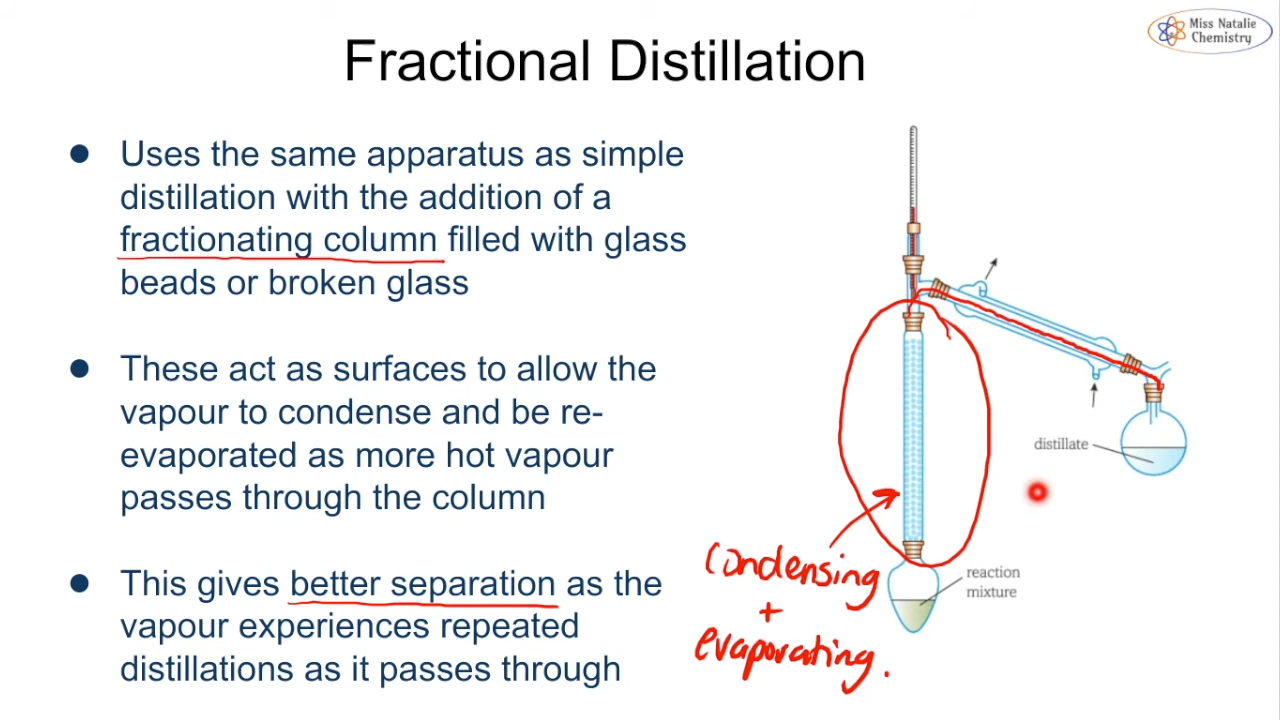 Miss Natalie
Chemistry
Fractional Distillation
Uses the same apparatus as simple
distillation with the addition of a
fractionating column filled with glass
beads or broken glass
These act as surfaces to allow the
vapour to condense and be re-
evaporated as more hot vapour
passes through the column
This gives better separation as the
vapour experiences repeated
distillations as it passes through
distillate
reaction
mixture
Condensing
+
evaporating.